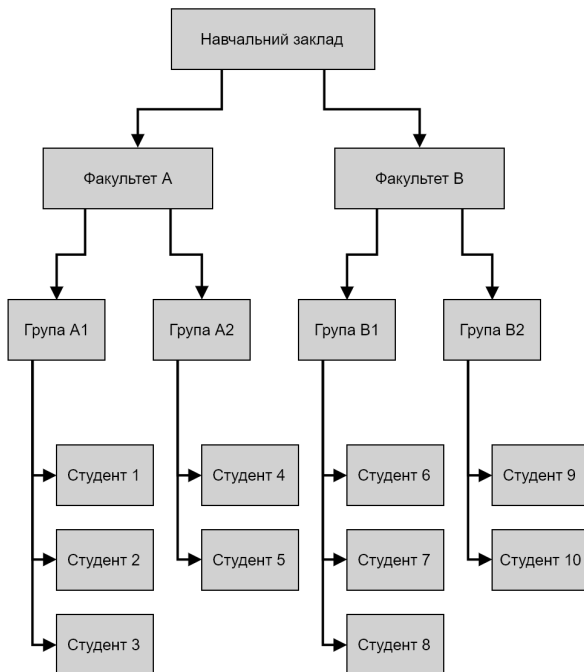 Навчальний заклад
Факультет А
Факультет В
Група А1
Група А2
Група В1
Група В2
Студент 1
Студент 4
Студент 6
Студент 9
Студент 2
Студент 5
Студент 7
Студент 10
Студент 3
Студент 8